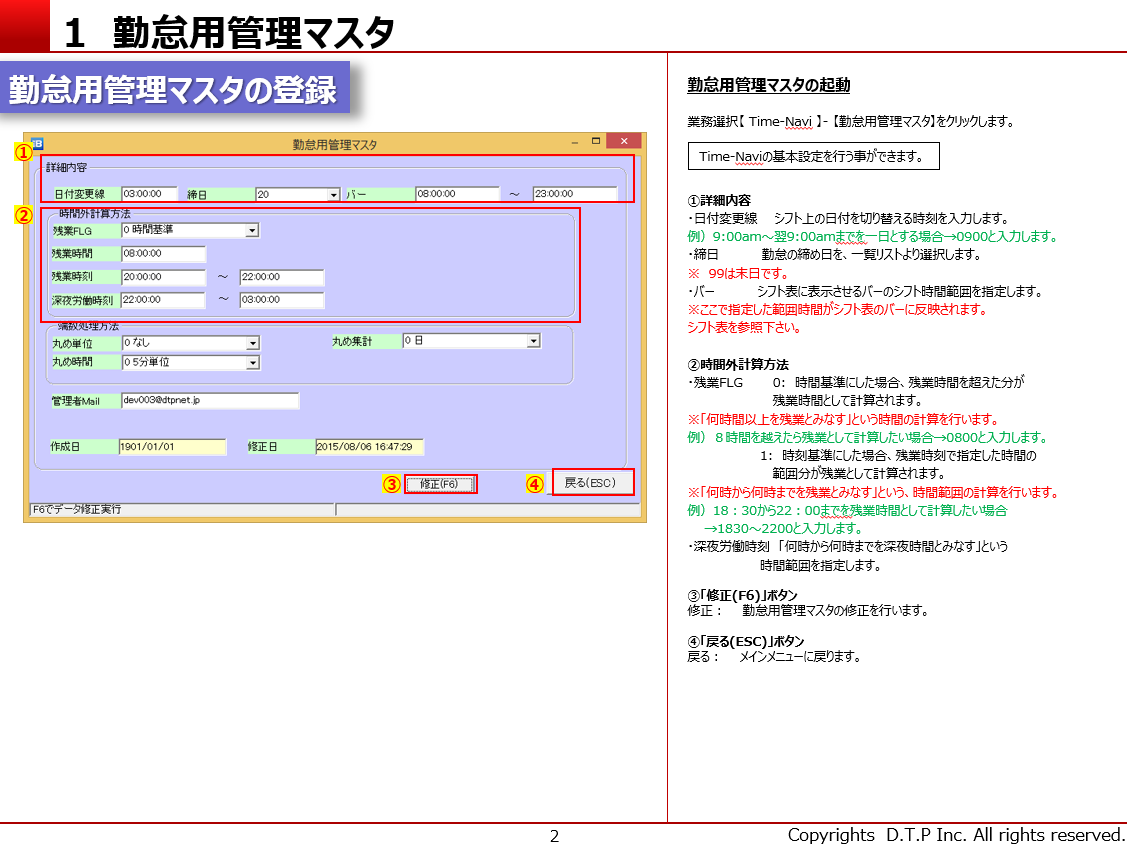 1 勤怠用管理マスタ
勤怠用管理マスタの登録
① 
勤怠用管理マスタ
詳細内容
日付変更線 03:00:00 締日 20 バー 08:00:00 ～ 23:00:00
②
時間外計算方法
残業FLG 0 時間基準
残業時間 08:00:00
残業時刻 20:00:00 ～ 22:00:00
深夜労働時刻 22:00:00 ～ 03:00:00
端数処理方法
丸め単位 0 なし 丸め集計 0 日
丸め時間 0 5分単位
管理者Mail dev003@dtpnet.jp
作成日 1901/01/01 修正日 2015/08/06 16:47:29
③ 修正(F6) ④ 戻る(ESC)
F6でデータ修正実行
勤怠用管理マスタの起動
業務選択【 Time-Navi 】-【勤怠用管理マスタ】をクリックします。
Time-Naviの基本設定を行う事ができます。
①詳細内容
・日付変更線 シフト上の日付を切り替える時刻を入力します。
例）9:00am～翌9:00amまでを一日とする場合→0900と入力します。
・締日 勤怠の締め日を、一覧リストより選択します。
※ 99は末日です。
・バー シフト表に表示させるバーのシフト時間範囲を指定します。
※ここで指定した範囲時間がシフト表のバーに反映されます。
シフト表を参照下さい。
②時間外計算方法
・残業FLG 0: 時間基準にした場合、残業時間を超えた分が
残業時間として計算されます。
※「何時間以上を残業とみなす」という時間の計算を行います。
例）８時間を越えたら残業として計算したい場合→0800と入力します。
1: 時刻基準にした場合、残業時刻で指定した時間の
範囲分が残業として計算されます。
※「何時から何時までを残業とみなす」という、時間範囲の計算を行います。
例）18：30から22：00までを残業時間として計算したい場合
→1830～2200と入力します。
・深夜労働時刻 「何時から何時までを深夜時間とみなす」という
時間範囲を指定します。
③「修正(F6)」ボタン
修正： 勤怠用管理マスタの修正を行います。
④「戻る(ESC)」ボタン
戻る： メインメニューに戻ります。
2
Copyrights D.T.P Inc. All rights reserved.